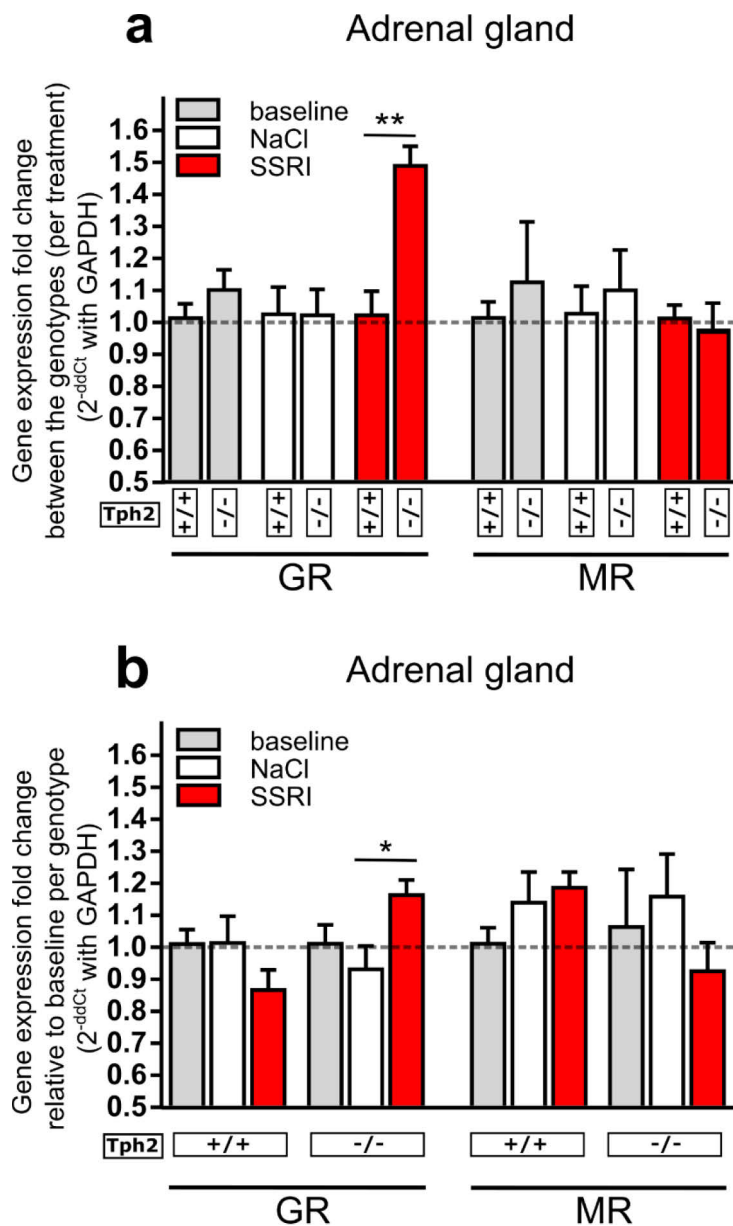 a
Adrenal gland
Gene expression fold change
between the genotypes (per treatment)
(2-ddCt with GAPDH)
1.6
1.5
1.4
1.3
1.2
1.1
1.0
0.9
0.8
0.7
0.6
0.5
baseline
NaCl
SSRI
**
Tph2
+/+
-/-
+/+
-/-
+/+
-/-
+/+
-/-
+/+
-/-
+/+
-/-
GR
MR
b
Adrenal gland
Gene expression fold change
relative to baseline per genotype
(2-ddCt with GAPDH)
1.6
1.5
1.4
1.3
1.2
1.1
1.0
0.9
0.8
0.7
0.6
0.5
baseline
NaCl
SSRI
*
Tph2
+/+
-/-
+/+
-/-
GR
MR